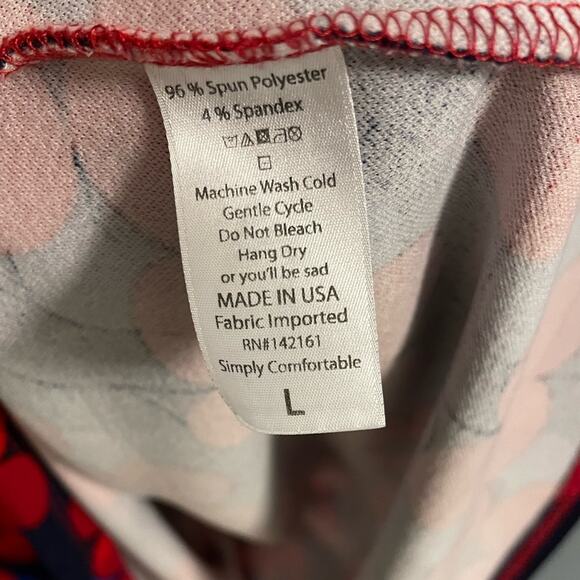 96 % Spun Polyester
4 % Spandex
Machine Wash Cold
Gentle Cycle
Do Not Bleach
Hang Dry
or you'll be sad
MADE IN USA
Fabric Imported
RN#142161
Simply Comfortable
L